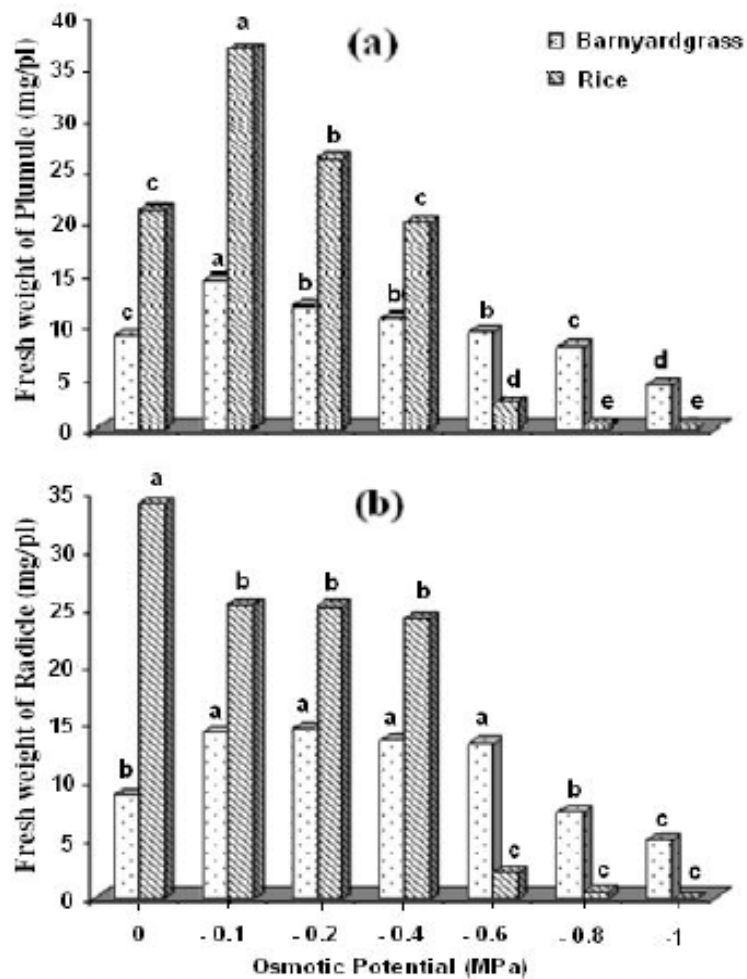 (a)
Barnyardgrass
Rice
Fresh weight of Plumule (mg/pl)
40
35
30
25
20
15
10
5
0
c c a a b b b c b d c e d e
(b)
Fresh weight of Radicle (mg/pl)
35
30
25
20
15
10
5
0
b a a b a b a b a c b c c c
0 - 0.1 - 0.2 - 0.4 - 0.6 - 0.8 -1
Osmotic Potential (MPa)